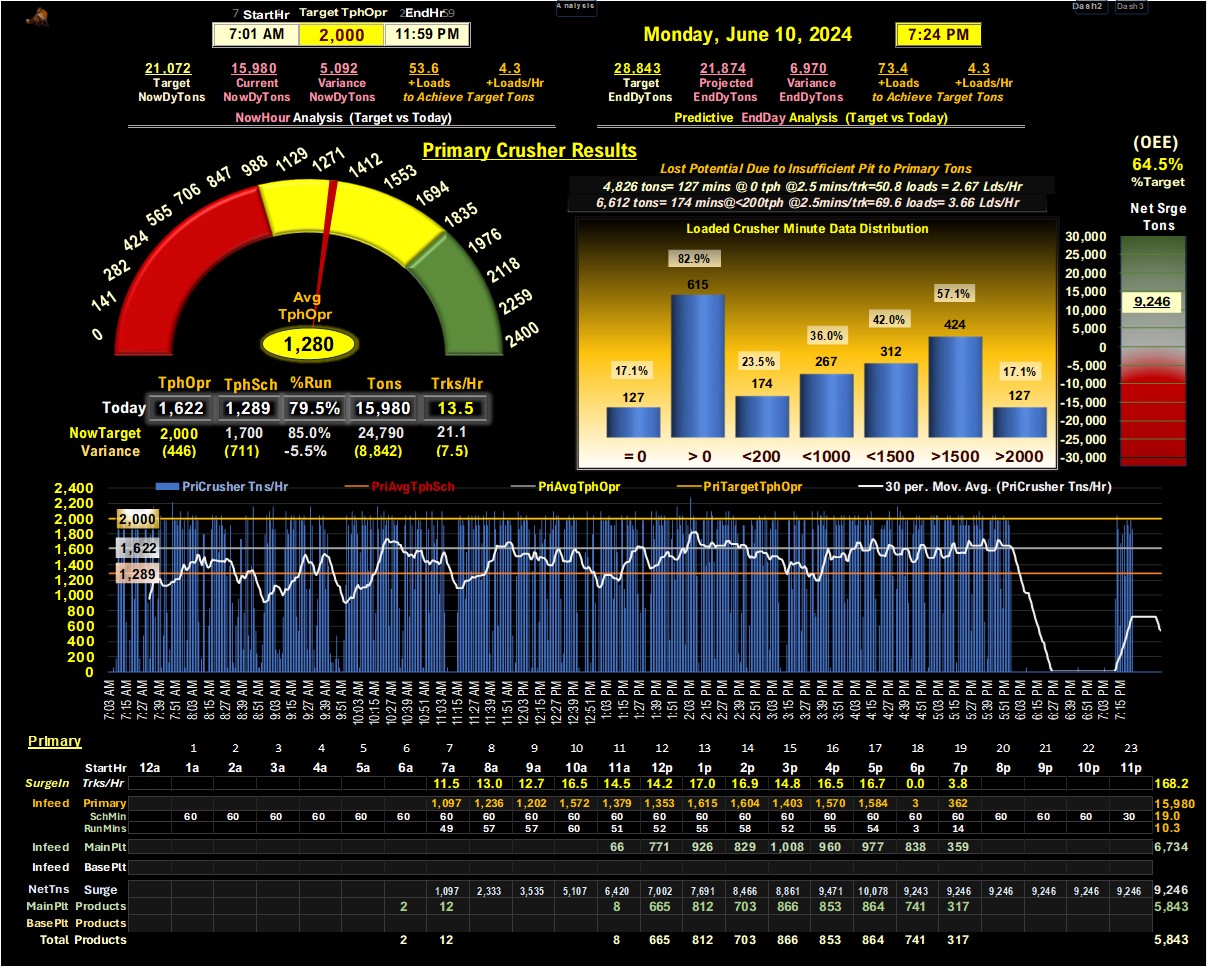 7 StartHr Target TphOpr 2EndHr59 Analysis Dash2 Dash3
7:01 AM 2,000 11:59 PM Monday, June 10, 2024 7:24 PM
21,072 15,980 5,092 53.6 4.3 28,843 21,874 6,970 73.4 4.3
Target Current Variance +Loads +Loads/Hr Target Projected Variance +Loads +Loads/Hr
NowDyTons NowDyTons NowDyTons to Achieve Target Tons EndDyTons EndDyTons EndDyTons to Achieve Target Tons
NowHour Analysis (Target vs Today) Predictive EndDay Analysis (Target vs Today)
Primary Crusher Results
0 141 282 424 565 706 847 988 1129 1271 1412 1553 1694 1835 1976 2118 2259 2400
Avg
TphOpr
1,280
Lost Potential Due to Insufficient Pit to Primary Tons
4,826 tons= 127 mins @ 0 tph @2.5 mins/trk=50.8 loads = 2.67 Lds/Hr
6,612 tons= 174 mins@<200tph @2.5mins/trk=69.6 loads= 3.66 Lds/Hr
(OEE)
64.5%
%Target
Net Srge
Tons
Loaded Crusher Minute Data Distribution
17.1% 82.9% 23.5% 36.0% 42.0% 57.1% 17.1%
127 615 174 267 312 424 127
= 0 > 0 <200 <1000 <1500 >1500 >2000
30,000
25,000
20,000
15,000
10,000
5,000
0
-5,000
-10,000
-15,000
-20,000
-25,000
-30,000
9,246
TphOpr TphSch %Run Tons Trks/Hr
Today 1,622 1,289 79.5% 15,980 13.5
NowTarget 2,000 1,700 85.0% 24,790 21.1
Variance (446) (711) -5.5% (8,842) (7.5)
PriCrusher Tns/Hr PriAvgTphSch PriAvgTphOpr PriTargetTphOpr 30 per. Mov. Avg. (PriCrusher Tns/Hr)
2,400
2,200
2,000
1,800
1,600
1,400
1,200
1,000
800
600
400
200
0
2,000
1,622
1,289
7:03 AM 7:15 AM 7:27 AM 7:39 AM 7:51 AM 8:03 AM 8:15 AM 8:27 AM 8:39 AM 8:51 AM 9:03 AM 9:15 AM 9:27 AM 9:39 AM 9:51 AM 10:03 AM 10:15 AM 10:27 AM 10:39 AM 10:51 AM 11:03 AM 11:15 AM 11:27 AM 11:39 AM 11:51 AM 12:03 PM 12:15 PM 12:27 PM 12:39 PM 12:51 PM 1:03 PM 1:15 PM 1:27 PM 1:39 PM 1:51 PM 2:03 PM 2:15 PM 2:27 PM 2:39 PM 2:51 PM 3:03 PM 3:15 PM 3:27 PM 3:39 PM 3:51 PM 4:03 PM 4:15 PM 4:27 PM 4:39 PM 4:51 PM 5:03 PM 5:15 PM 5:27 PM 5:39 PM 5:51 PM 6:03 PM 6:15 PM 6:27 PM 6:39 PM 6:51 PM 7:03 PM 7:15 PM
Primary 1 2 3 4 5 6 7 8 9 10 11 12 13 14 15 16 17 18 19 20 21 22 23
StartHr 12a 1a 2a 3a 4a 5a 6a 7a 8a 9a 10a 11a 12p 1p 2p 3p 4p 5p 6p 7p 8p 9p 10p 11p
SurgeIn Trks/Hr 11.5 13.0 12.7 16.5 14.5 14.2 17.0 16.9 14.8 16.5 16.7 0.0 3.8 168.2
Infeed Primary 1,097 1,236 1,202 1,572 1,379 1,353 1,615 1,604 1,403 1,570 1,584 3 362 15,980
SchMin 60 60 60 60 60 60 60 60 60 60 60 60 60 60 60 60 60 60 60 60 60 60 30 19.0
RunMins 49 57 57 60 51 52 55 58 52 55 54 3 14 10.3
Infeed MainPlt 66 771 926 829 1,008 960 977 838 359 6,734
Infeed BasePlt
NetTns Surge 1,097 2,333 3,535 5,107 6,420 7,002 7,691 8,466 8,861 9,471 10,078 9,243 9,246 9,246 9,246 9,246 9,246 9,246
MainPlt Products 2 12 8 665 812 703 866 853 864 741 317 5,843
BasePlt Products
Total Products 2 12 8 665 812 703 866 853 864 741 317 5,843